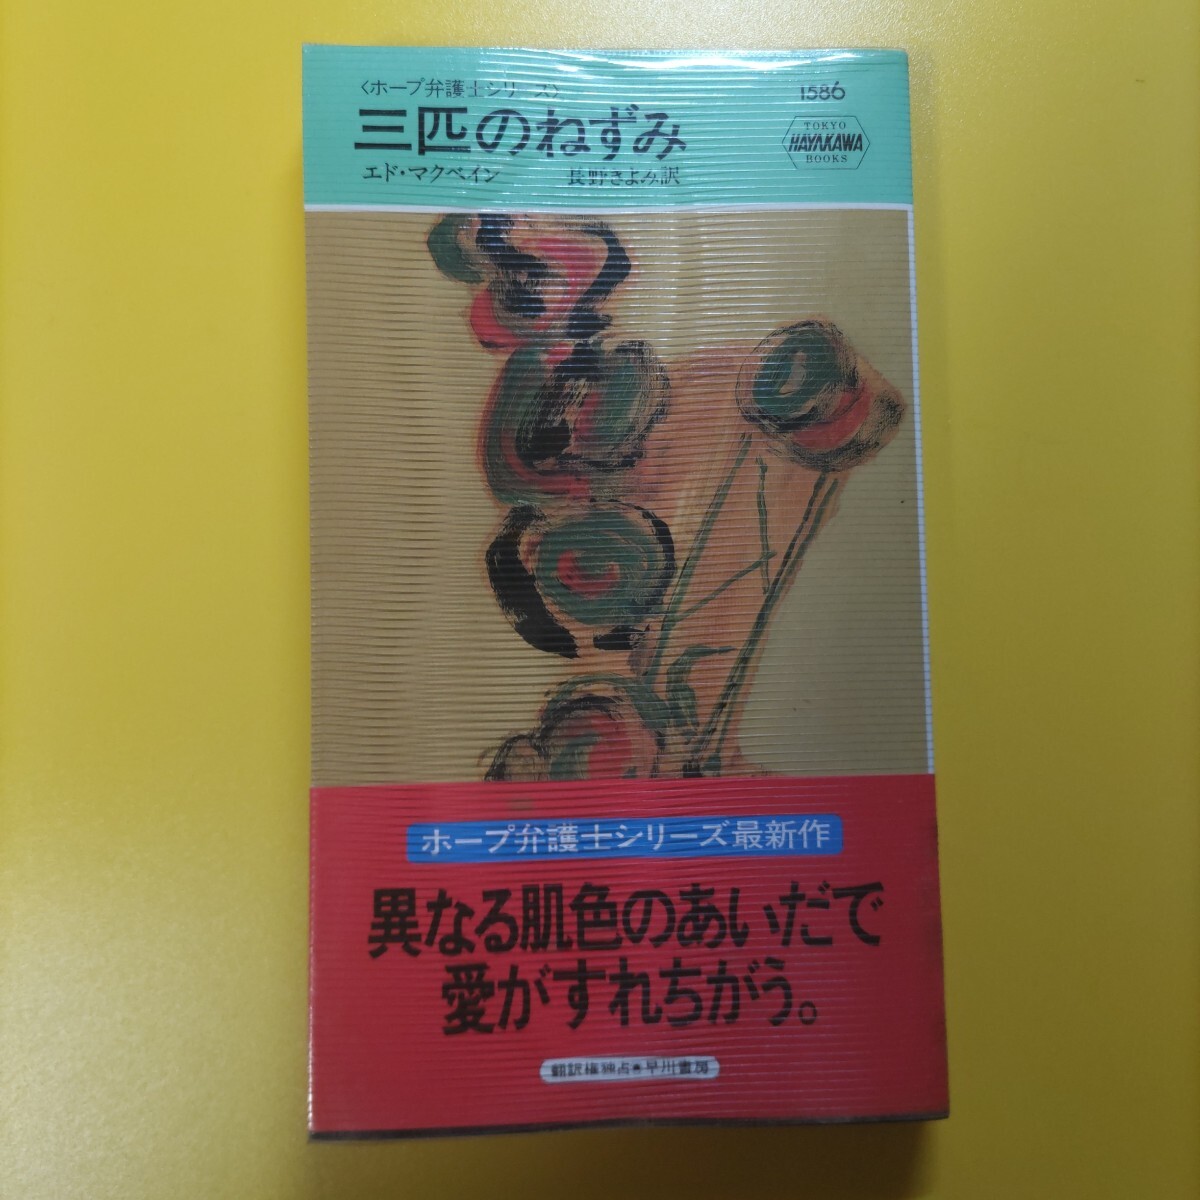 〈ホープ弁護士シリーズ〉
三匹のねずみ
エド・マクベイン 長野きよみ訳
1586
TOKYO
HAYAKAWA
BOOKS
ホープ弁護士シリーズ最新作
異なる肌色のあいだで
愛がすれちがう。
翻訳権独占●早川書房